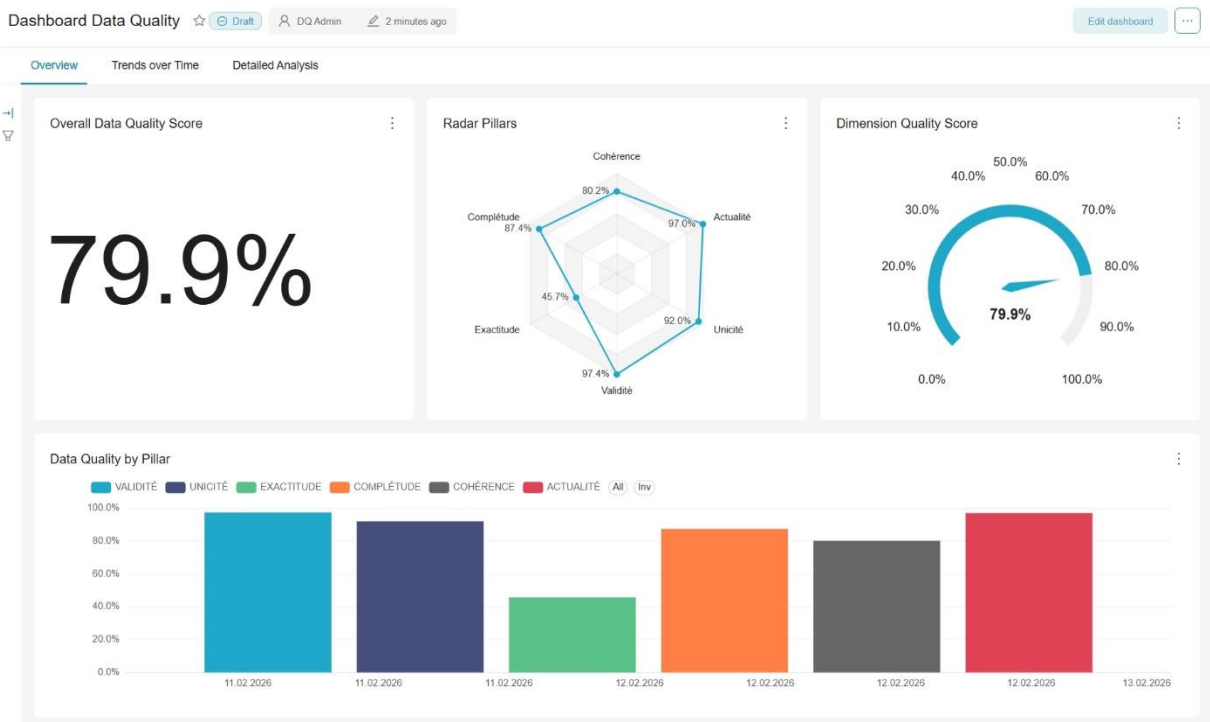 Dashboard Data Quality Draft DQ Admin 2 minutes ago Edit dashboard ...
Overview Trends over Time Detailed Analysis
Overall Data Quality Score
79.9%
Radar Pillars
Cohérence
80.2%
Complétude
87.4%
97.0% Actualité
45.7%
Exactitude
92.0%
Unicité
97.4%
Validité
Dimension Quality Score
50.0%
40.0% 60.0%
30.0% 70.0%
20.0% 80.0%
79.9%
10.0% 90.0%
0.0% 100.0%
Data Quality by Pillar
VALIDITÉ UNICITÉ EXACTITUDE COMPLÉTUDE COHÉRENCE ACTUALITÉ All Inv
100.0%
80.0%
60.0%
40.0%
20.0%
0.0%
11.02.2026 11.02.2026 11.02.2026 12.02.2026 12.02.2026 12.02.2026 12.02.2026 13.02.2026